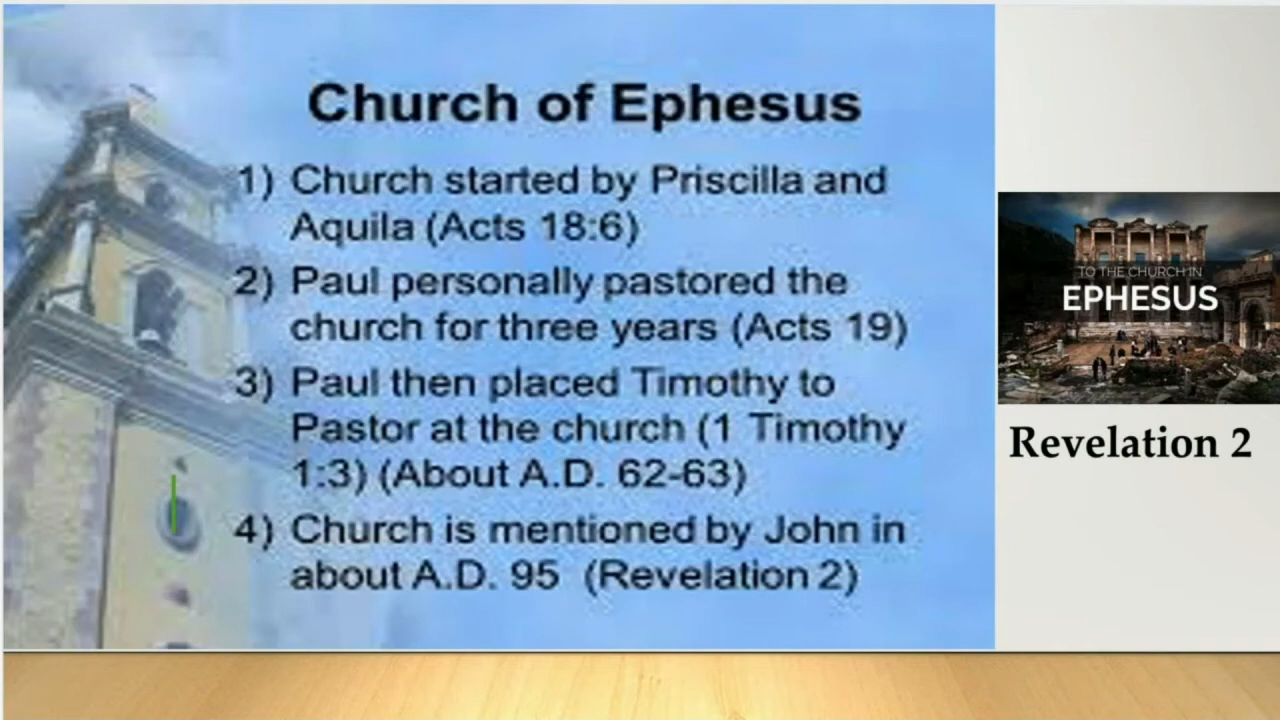 Church of Ephesus
1) Church started by Priscilla and
Aquila (Acts 18:6)
2) Paul personally pastored the
church for three years (Acts 19)
3) Paul then placed Timothy to
Pastor at the church (1 Timothy
1:3) (About A.D. 62-63)
4) Church is mentioned by John in
about A.D. 95 (Revelation 2)
TO THE CHURCH IN
EPHESUS
Revelation 2